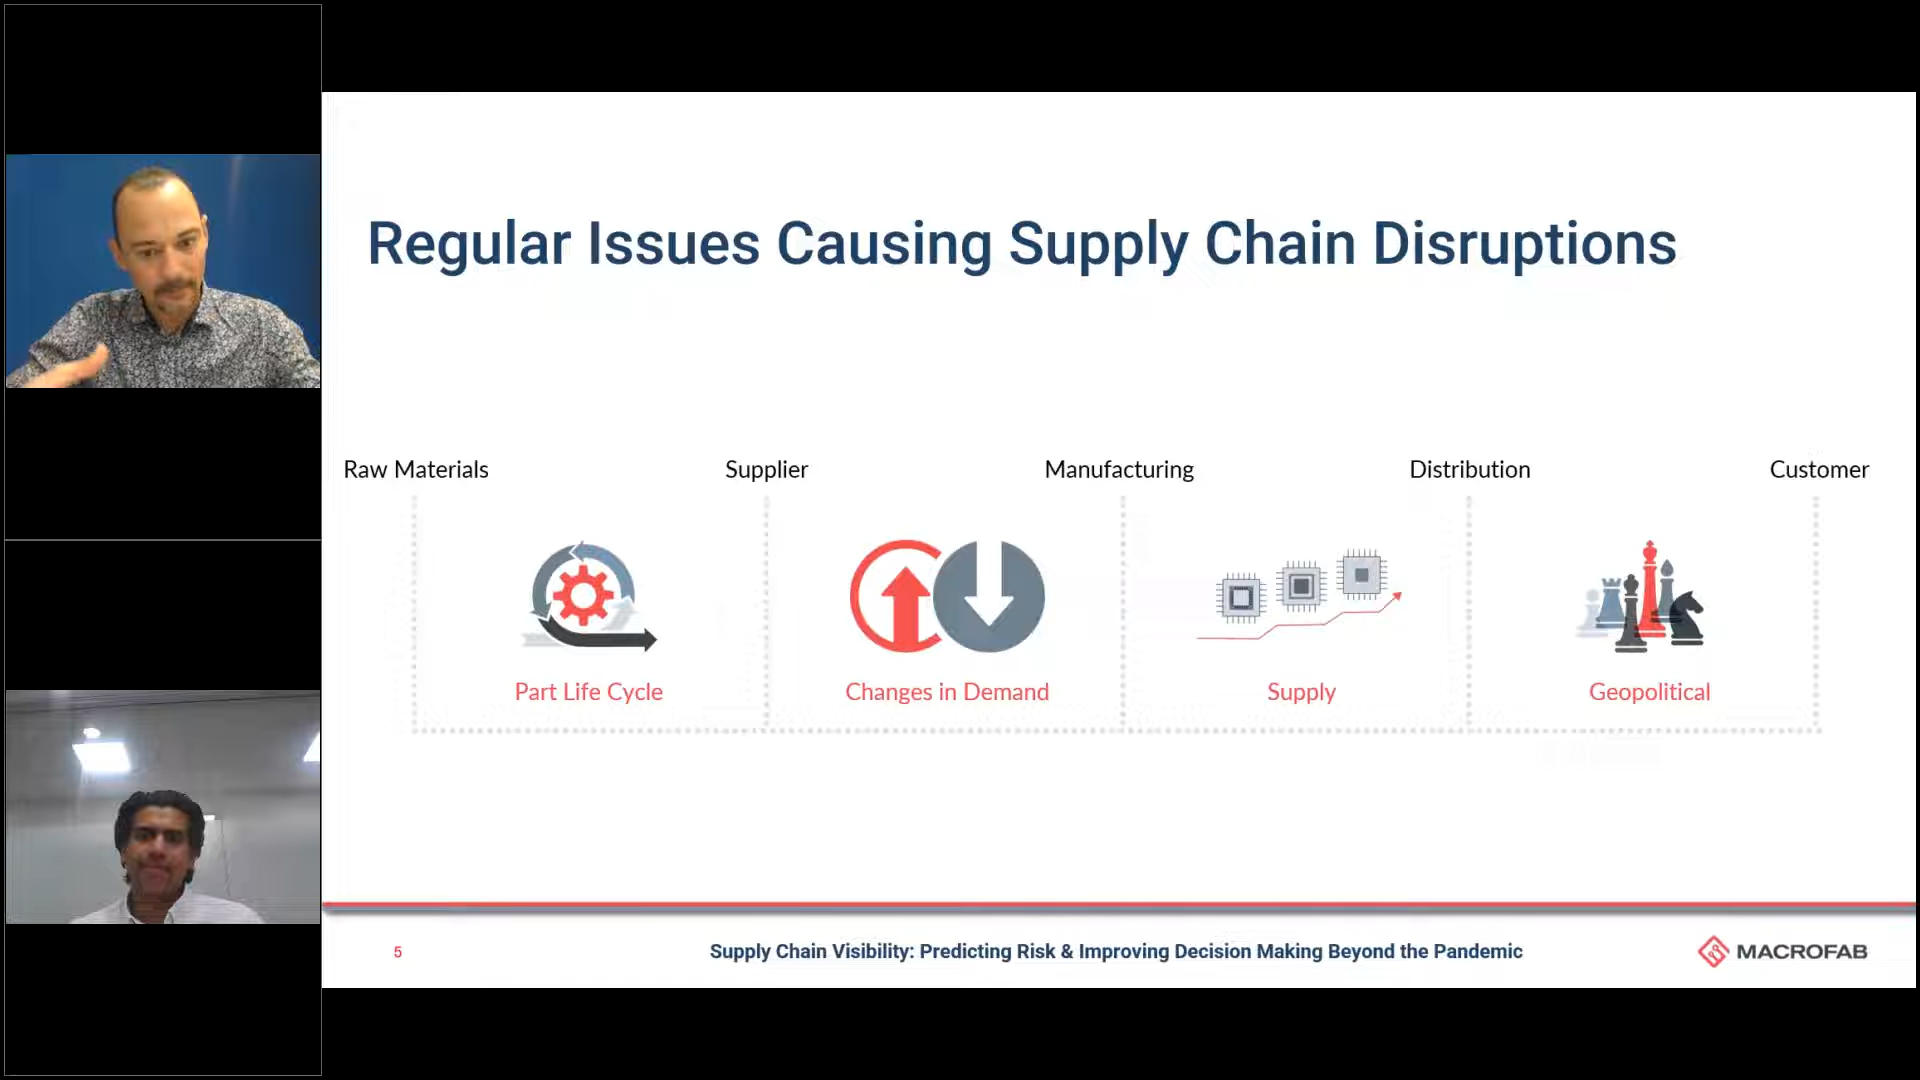 Regular Issues Causing Supply Chain Disruptions
Raw Materials
Supplier
Manufacturing
Distribution
Customer
Part Life Cycle
Changes in Demand
Supply
Geopolitical
5
Supply Chain Visibility: Predicting Risk & Improving Decision Making Beyond the Pandemic
MACROFAB